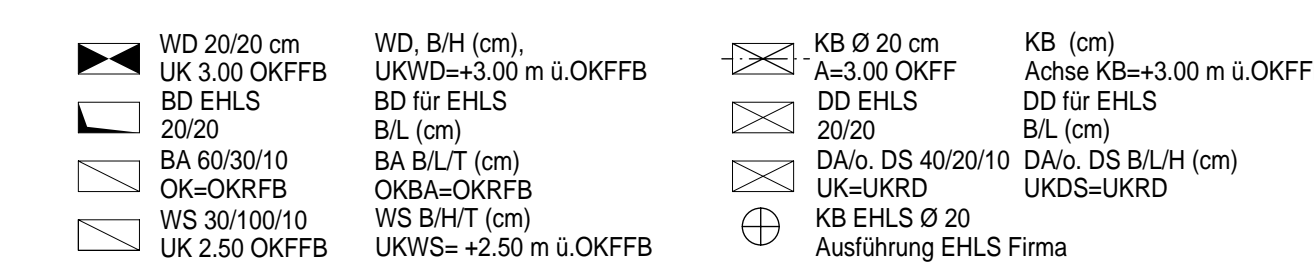 WD 20/20 cm
UK 3.00 OKFFB
WD, B/H (cm),
UKWD=+3.00 m ü.OKFFB
BD EHLS
20/20
BD für EHLS
B/L (cm)
BA 60/30/10
OK=OKRFB
BA B/L/T (cm)
OKBA=OKRFB
WS 30/100/10
UK 2.50 OKFFB
WS B/H/T (cm)
UKWS= +2.50 m ü.OKFFB
KB Ø 20 cm
A=3.00 OKFF
KB (cm)
Achse KB=+3.00 m ü.OKFF
DD EHLS
20/20
DD für EHLS
B/L (cm)
DA/o. DS 40/20/10
UK=UKRD
DA/o. DS B/L/H (cm)
UKDS=UKRD
KB EHLS Ø 20
Ausführung EHLS Firma